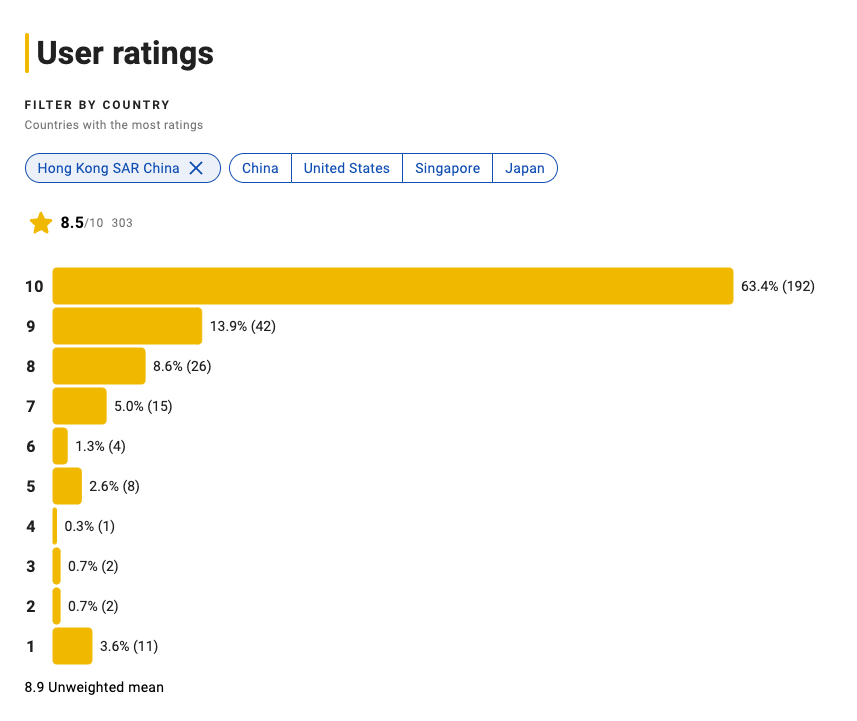 User ratings
FILTER BY COUNTRY
Countries with the most ratings
Hong Kong SAR China China United States Singapore Japan
8.5/10 303
10 63.4% (192)
9 13.9% (42)
8 8.6% (26)
7 5.0% (15)
6 1.3% (4)
5 2.6% (8)
4 0.3% (1)
3 0.7% (2)
2 0.7% (2)
1 3.6% (11)
8.9 Unweighted mean